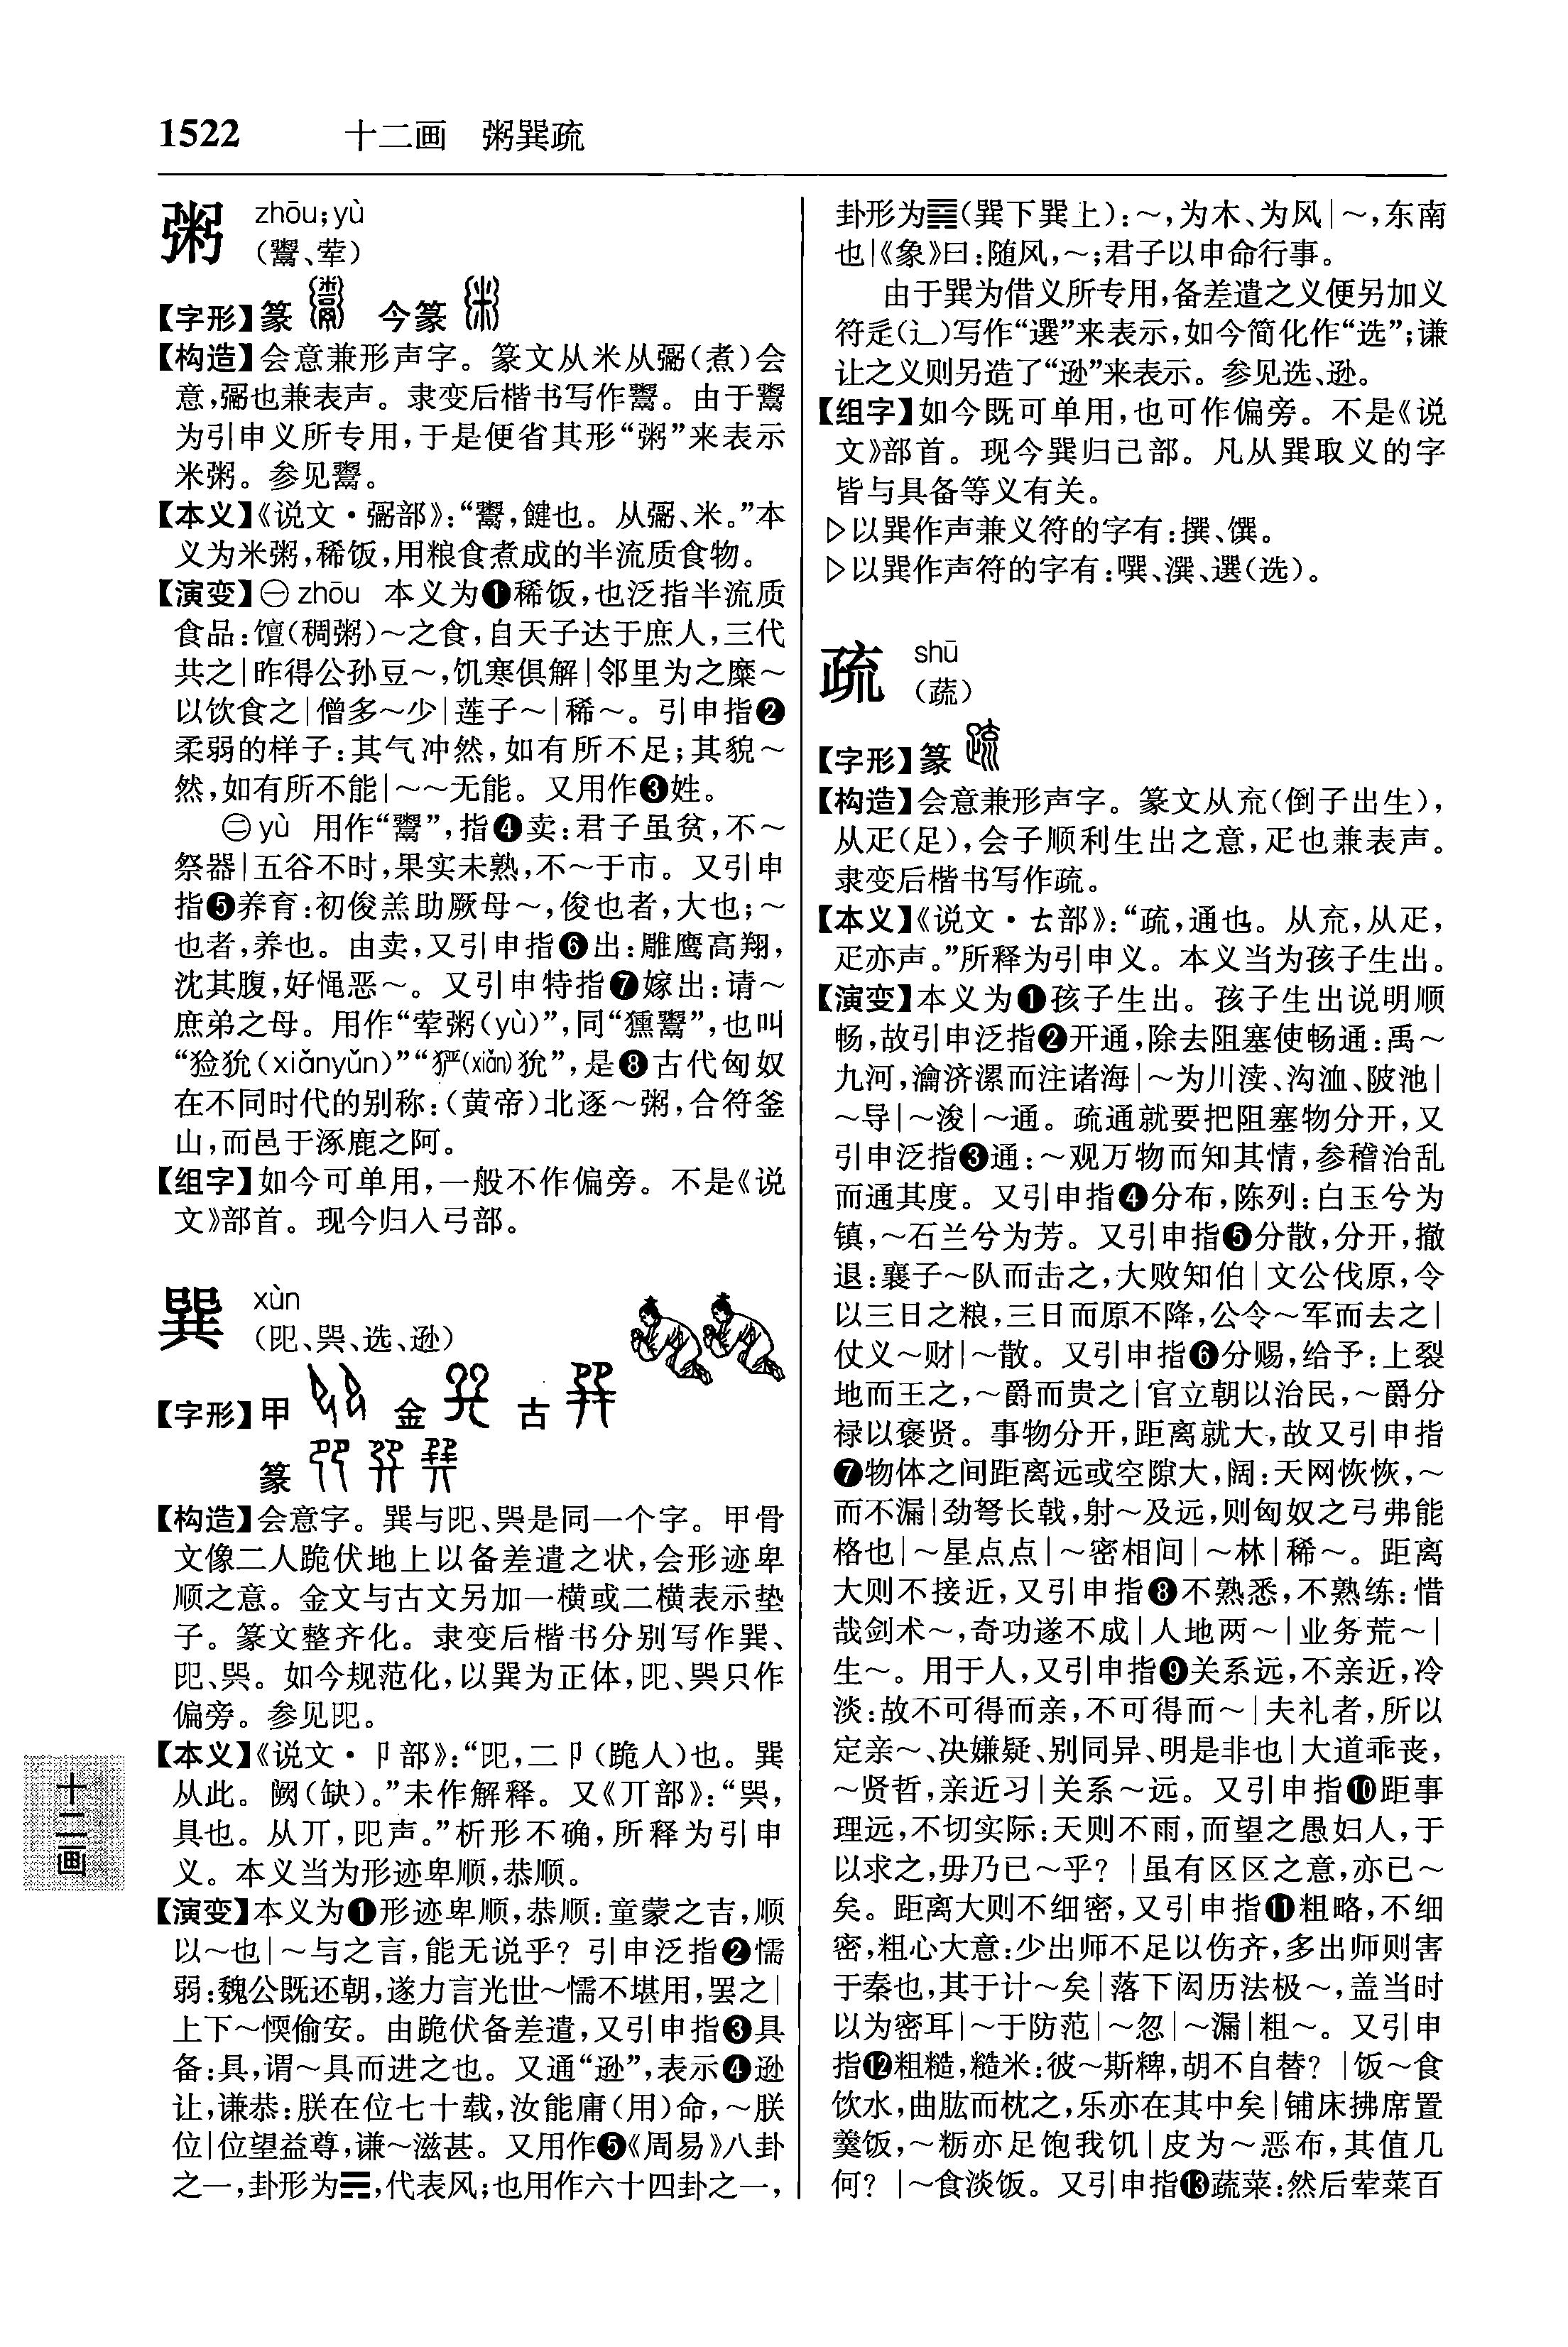 1522 十二画 粥巽疏
粥 zhōu；yù
（鬻、荤）
【字形】篆 今篆
【构造】会意兼形声字。篆文从米从䰜（煮）会
意，䰜也兼表声。隶变后楷书写作鬻。由于鬻
为引申义所专用，于是便省其形“粥”来表示
米粥。参见鬻。
【本义】《说文·䰜部》：“鬻，䭈也。从䰜、米。”本
义为米粥，稀饭，用粮食煮成的半流质食物。
【演变】㊀zhōu 本义为❶稀饭，也泛指半流质
食品：饘（稠粥）～之食，自天子达于庶人，三代
共之｜昨得公孙豆～，饥寒俱解｜邻里为之糜～
以饮食之｜僧多～少｜莲子～｜稀～。引申指❷
柔弱的样子：其气冲然，如有所不足；其貌～
然，如有所不能｜～～无能。又用作❸姓。
㊁yù 用作“鬻”，指❹卖：君子虽贫，不～
祭器｜五谷不时，果实未熟，不～于市。又引申
指❺养育：初俊羔助厥母～，俊也者，大也；～
也者，养也。由卖，又引申指❻出：雕鹰高翔，
沈其腹，好惿恶～。又引申特指❼嫁出：请～
庶弟之母。用作“荤粥（yù）”，同“獯鬻”，也叫
“猃狁（xiǎnyǔn）”“𤞤（xiǎn）狁”，是❽古代匈奴
在不同时代的别称：（黄帝）北逐～粥，合符釜
山，而邑于涿鹿之阿。
【组字】如今可单用，一般不作偏旁。不是《说
文》部首。现今归入弓部。
巽 xùn
（㔾㔾、巺、选、逊）
【字形】甲 金 古
篆
【构造】会意字。巽与、巺是同一个字。甲骨
文像二人跪伏地上以备差遣之状，会形迹卑
顺之意。金文与古文另加一横或二横表示垫
子。篆文整齐化。隶变后楷书分别写作巽、
、巺。如今规范化，以巽为正体，、巺只作
偏旁。参见。
【本义】《说文·卩部》：“，二卩（跪人）也。巽
从此。阙（缺）。”未作解释。又《丌部》：“巺，
具也。从丌，声。”析形不确，所释为引申
义。本义当为形迹卑顺，恭顺。
【演变】本义为❶形迹卑顺，恭顺：童蒙之吉，顺
以～也｜～与之言，能无说乎？引申泛指❷懦
弱：魏公既还朝，遂力言光世～懦不堪用，罢之｜
上下～愞偷安。由跪伏备差遣，又引申指❸具
备：具，谓～具而进之也。又通“逊”，表示❹逊
让，谦恭：朕在位七十载，汝能庸（用）命，～朕
位｜位望益尊，谦～滋甚。又用作❺《周易》八卦
之一，卦形为☴，代表风；也用作六十四卦之一，
卦形为䷸（巽下巽上）：～，为木、为风｜～，东南
也｜《象》曰：随风，～；君子以申命行事。
由于巽为借义所专用，备差遣之义便另加义
符辵（辶）写作“選”来表示，如今简化作“选”；谦
让之义则另造了“逊”来表示。参见选、逊。
【组字】如今既可单用，也可作偏旁。不是《说
文》部首。现今巽归己部。凡从巽取义的字
皆与具备等义有关。
▷以巽作声兼义符的字有：撰、馔。
▷以巽作声符的字有：噀、潠、選（选）。
疏 shū
（蔬）
【字形】篆
【构造】会意兼形声字。篆文从㐬（倒子出生），
从疋（足），会子顺利生出之意，疋也兼表声。
隶变后楷书写作疏。
【本义】《说文·𠫓部》：“疏，通也。从㐬，从疋，
疋亦声。”所释为引申义。本义当为孩子生出。
【演变】本义为❶孩子生出。孩子生出说明顺
畅，故引申泛指❷开通，除去阻塞使畅通：禹～
九河，瀹济漯而注诸海｜～为川渎、沟洫、陂池｜
～导｜～浚｜～通。疏通就要把阻塞物分开，又
引申泛指❸通：～观万物而知其情，参稽治乱
而通其度。又引申指❹分布，陈列：白玉兮为
镇，～石兰兮为芳。又引申指❺分散，分开，撤
退：襄子～队而击之，大败知伯｜文公伐原，令
以三日之粮，三日而原不降，公令～军而去之｜
仗义～财｜～散。又引申指❻分赐，给予：上裂
地而王之，～爵而贵之｜官立朝以治民，～爵分
禄以褒贤。事物分开，距离就大，故又引申指
❼物体之间距离远或空隙大，阔：天网恢恢，～
而不漏｜劲弩长戟，射～及远，则匈奴之弓弗能
格也｜～星点点｜～密相间｜～林｜稀～。距离
大则不接近，又引申指❽不熟悉，不熟练：惜
哉剑术～，奇功遂不成｜人地两～｜业务荒～｜
生～。用于人，又引申指❾关系远，不亲近，冷
淡：故不可得而亲，不可得而～｜夫礼者，所以
定亲～、决嫌疑、别同异、明是非也｜大道乖丧，
～贤哲，亲近习｜关系～远。又引申指❿距事
理远，不切实际：天则不雨，而望之愚妇人，于
以求之，毋乃已～乎？｜虽有区区之意，亦已～
矣。距离大则不细密，又引申指⓫粗略，不细
密，粗心大意：少出师不足以伤齐，多出师则害
于秦也，其于计～矣｜落下闳历法极～，盖当时
以为密耳｜～于防范｜～忽｜～漏｜粗～。又引申
指⓬粗糙，糙米：彼～斯粺，胡不自替？｜饭～食
饮水，曲肱而枕之，乐亦在其中矣｜铺床拂席置
羹饭，～粝亦足饱我饥｜皮为～恶布，其值几
何？｜～食淡饭。又引申指⓭蔬菜：然后荤菜百
十二画